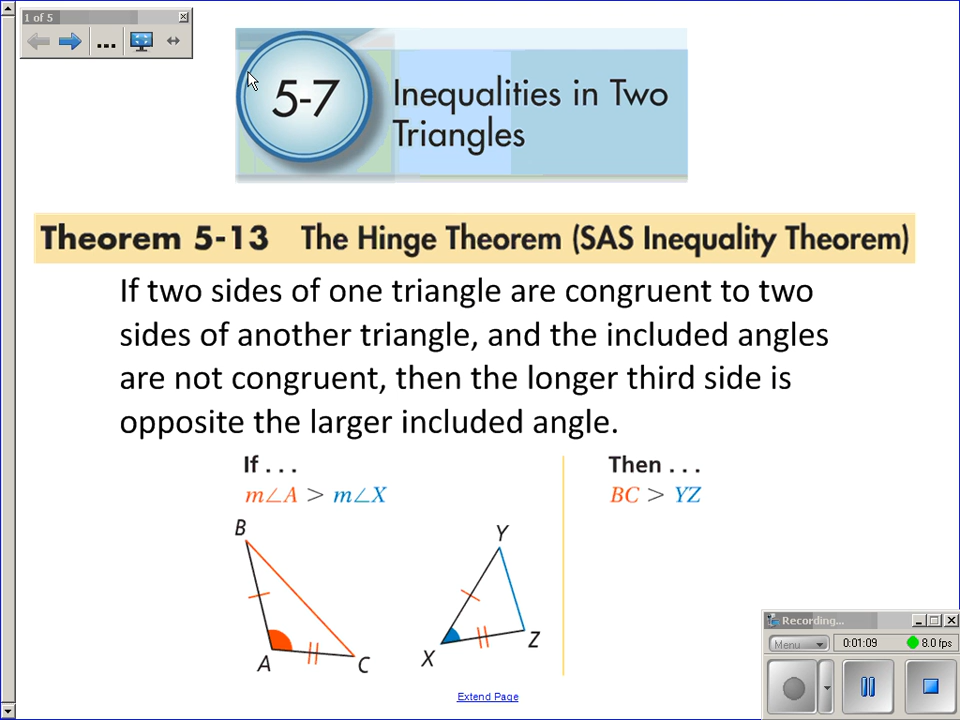 1 of 5
...
5-7
Inequalities in Two
Triangles
Theorem 5-13 The Hinge Theorem (SAS Inequality Theorem)
If two sides of one triangle are congruent to two
sides of another triangle, and the included angles
are not congruent, then the longer third side is
opposite the larger included angle.
If . . .
m∠A > m∠X
Then . . .
BC > YZ
B
A
C
Y
X
Z
Recording...
Menu
0:01:09
8.0 fps
Extend Page